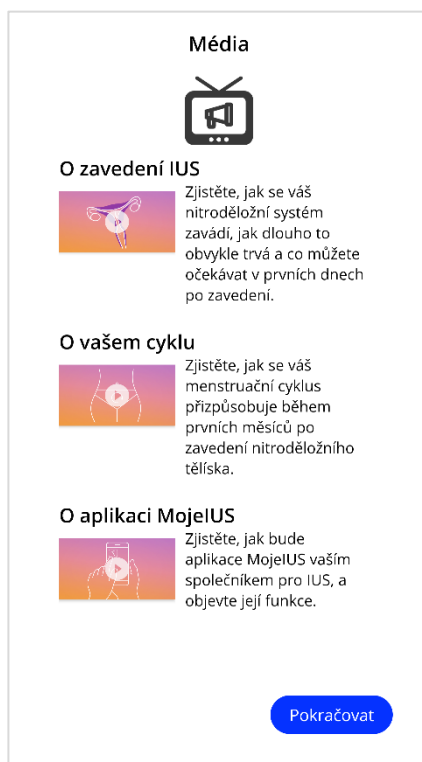 Média
O zavedení IUS
Zjistěte, jak se váš
nitroděložní systém
zavádí, jak dlouho to
obvykle trvá a co můžete
očekávat v prvních dnech
po zavedení.
O vašem cyklu
Zjistěte, jak se váš
menstruační cyklus
přizpůsobuje během
prvních měsíců po
zavedení nitroděložního
tělíska.
O aplikaci MojeIUS
Zjistěte, jak bude
aplikace MojeIUS vaším
společníkem pro IUS, a
objevte její funkce.
Pokračovat